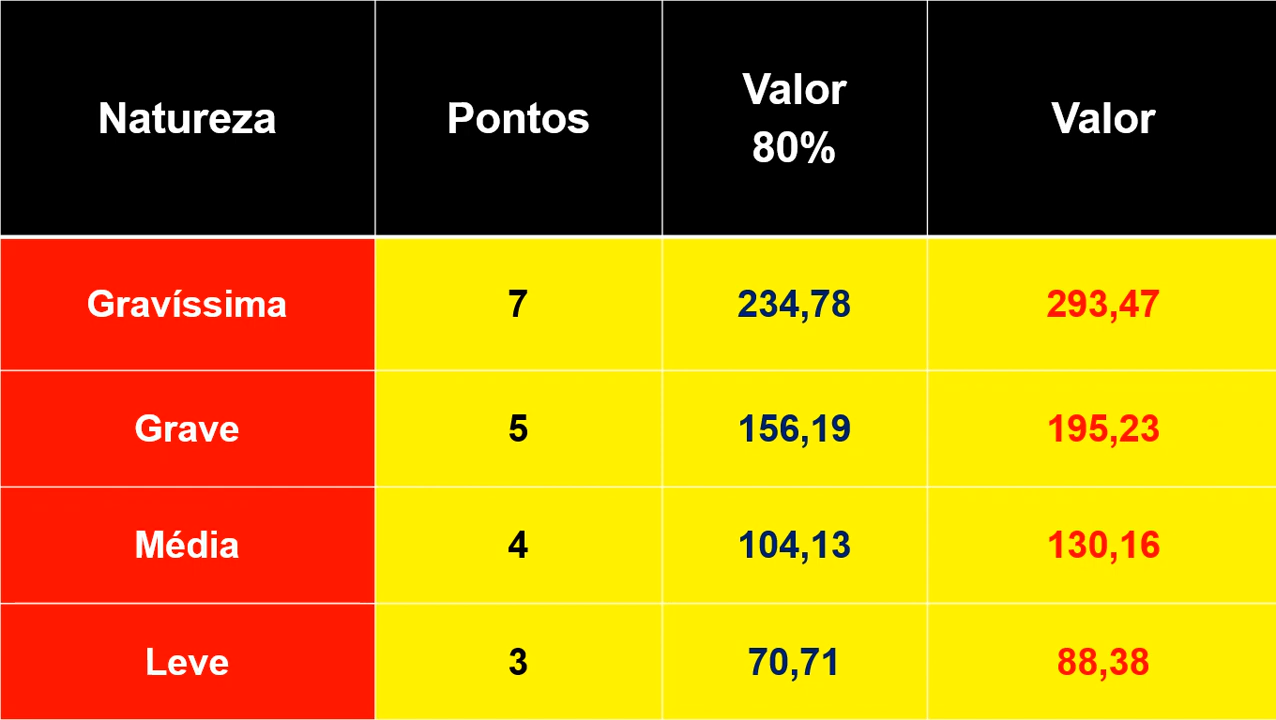 Natureza Pontos Valor 80% Valor
Gravíssima 7 234,78 293,47
Grave 5 156,19 195,23
Média 4 104,13 130,16
Leve 3 70,71 88,38